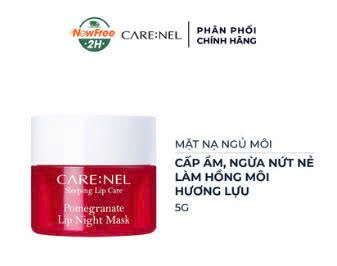 NowFree
2H
CARE:NEL
PHÂN PHỐI
CHÍNH HÃNG
MẶT NẠ NGỦ MÔI
CẤP ẨM, NGỪA NỨT NẺ
LÀM HỒNG MÔI
HƯƠNG LỰU
5G
CARE:NEL
Sleeping Lip Care
Pomegranate
Lip Night Mask